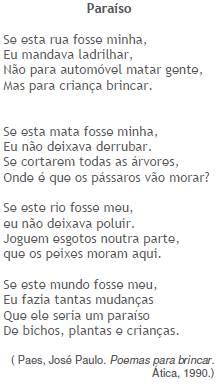 Paraíso
Se esta rua fosse minha,
Eu mandava ladrilhar,
Não para automóvel matar gente,
Mas para criança brincar.
Se esta mata fosse minha,
Eu não deixava derrubar.
Se cortarem todas as árvores,
Onde é que os pássaros vão morar?
Se este rio fosse meu,
eu não deixava poluir.
Joguem esgotos noutra parte,
que os peixes moram aqui.
Se este mundo fosse meu,
Eu fazia tantas mudanças
Que ele seria um paraíso
De bichos, plantas e crianças.
( Paes, José Paulo. Poemas para brincar.
Ática, 1990.)